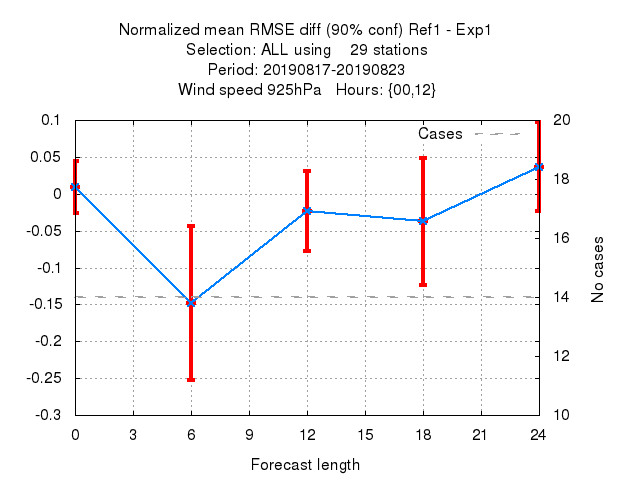 Normalized mean RMSE diff (90% conf) Ref1 - Exp1
Selection: ALL using    29 stations
Period: 20190817-20190823
Wind speed 925hPa   Hours: {00,12}
Cases
0.1
0.05
0
-0.05
-0.1
-0.15
-0.2
-0.25
-0.3
20
18
16
14
12
10
No cases
0 3 6 9 12 15 18 21 24
Forecast length